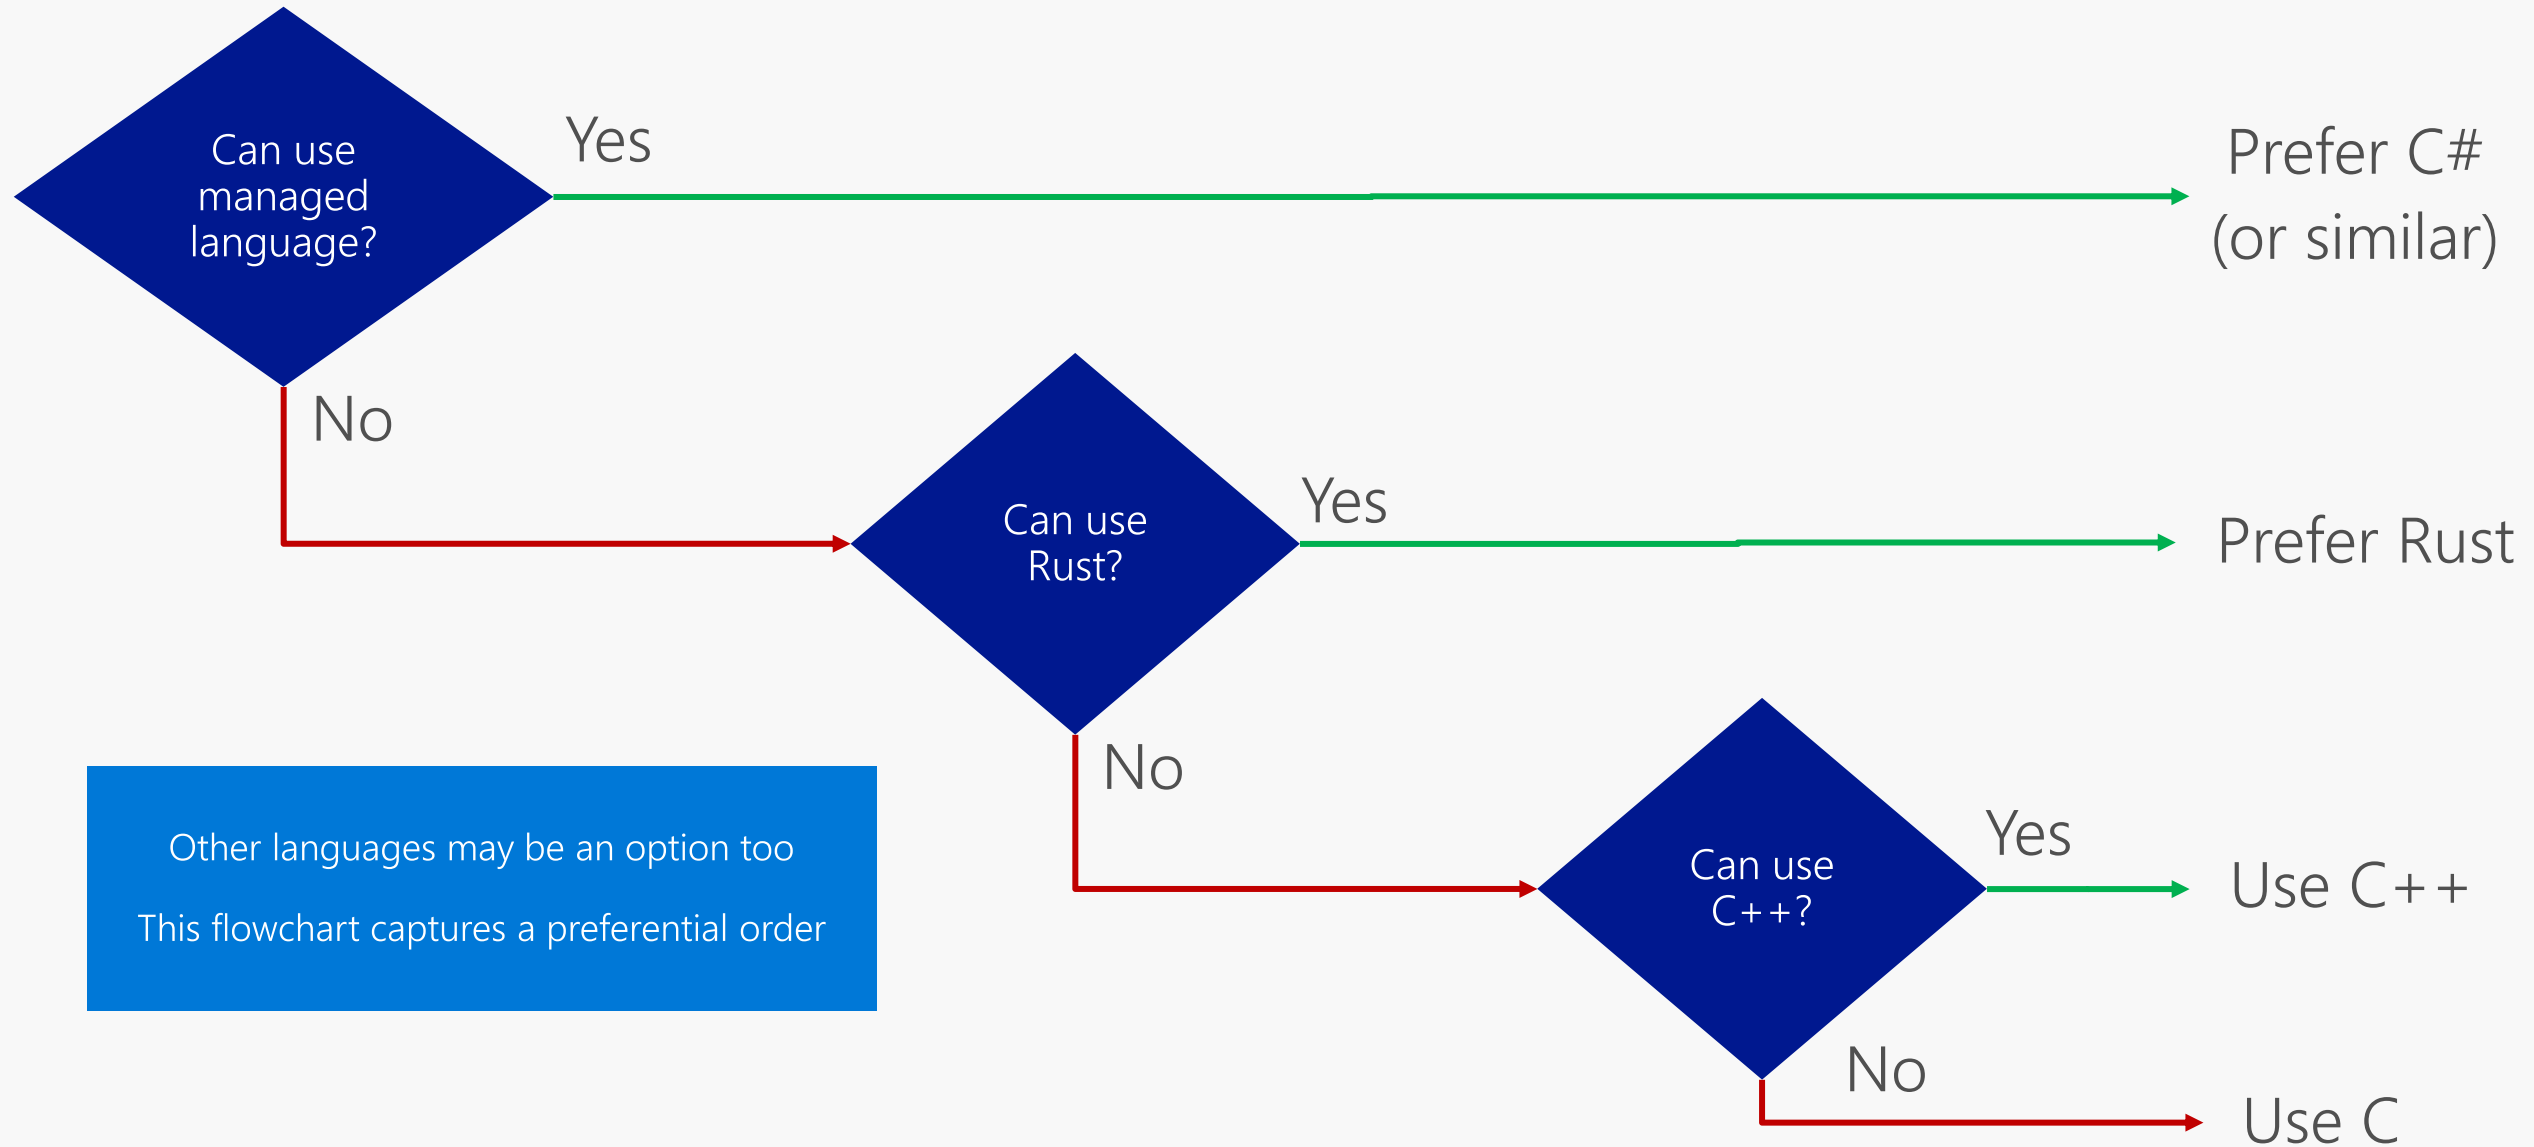 Can use
managed
language?
Yes
Prefer C#
(or similar)
No
Can use
Rust?
Yes
Prefer Rust
No
Can use
C++?
Yes
Use C++
No
Use C
Other languages may be an option too
This flowchart captures a preferential order